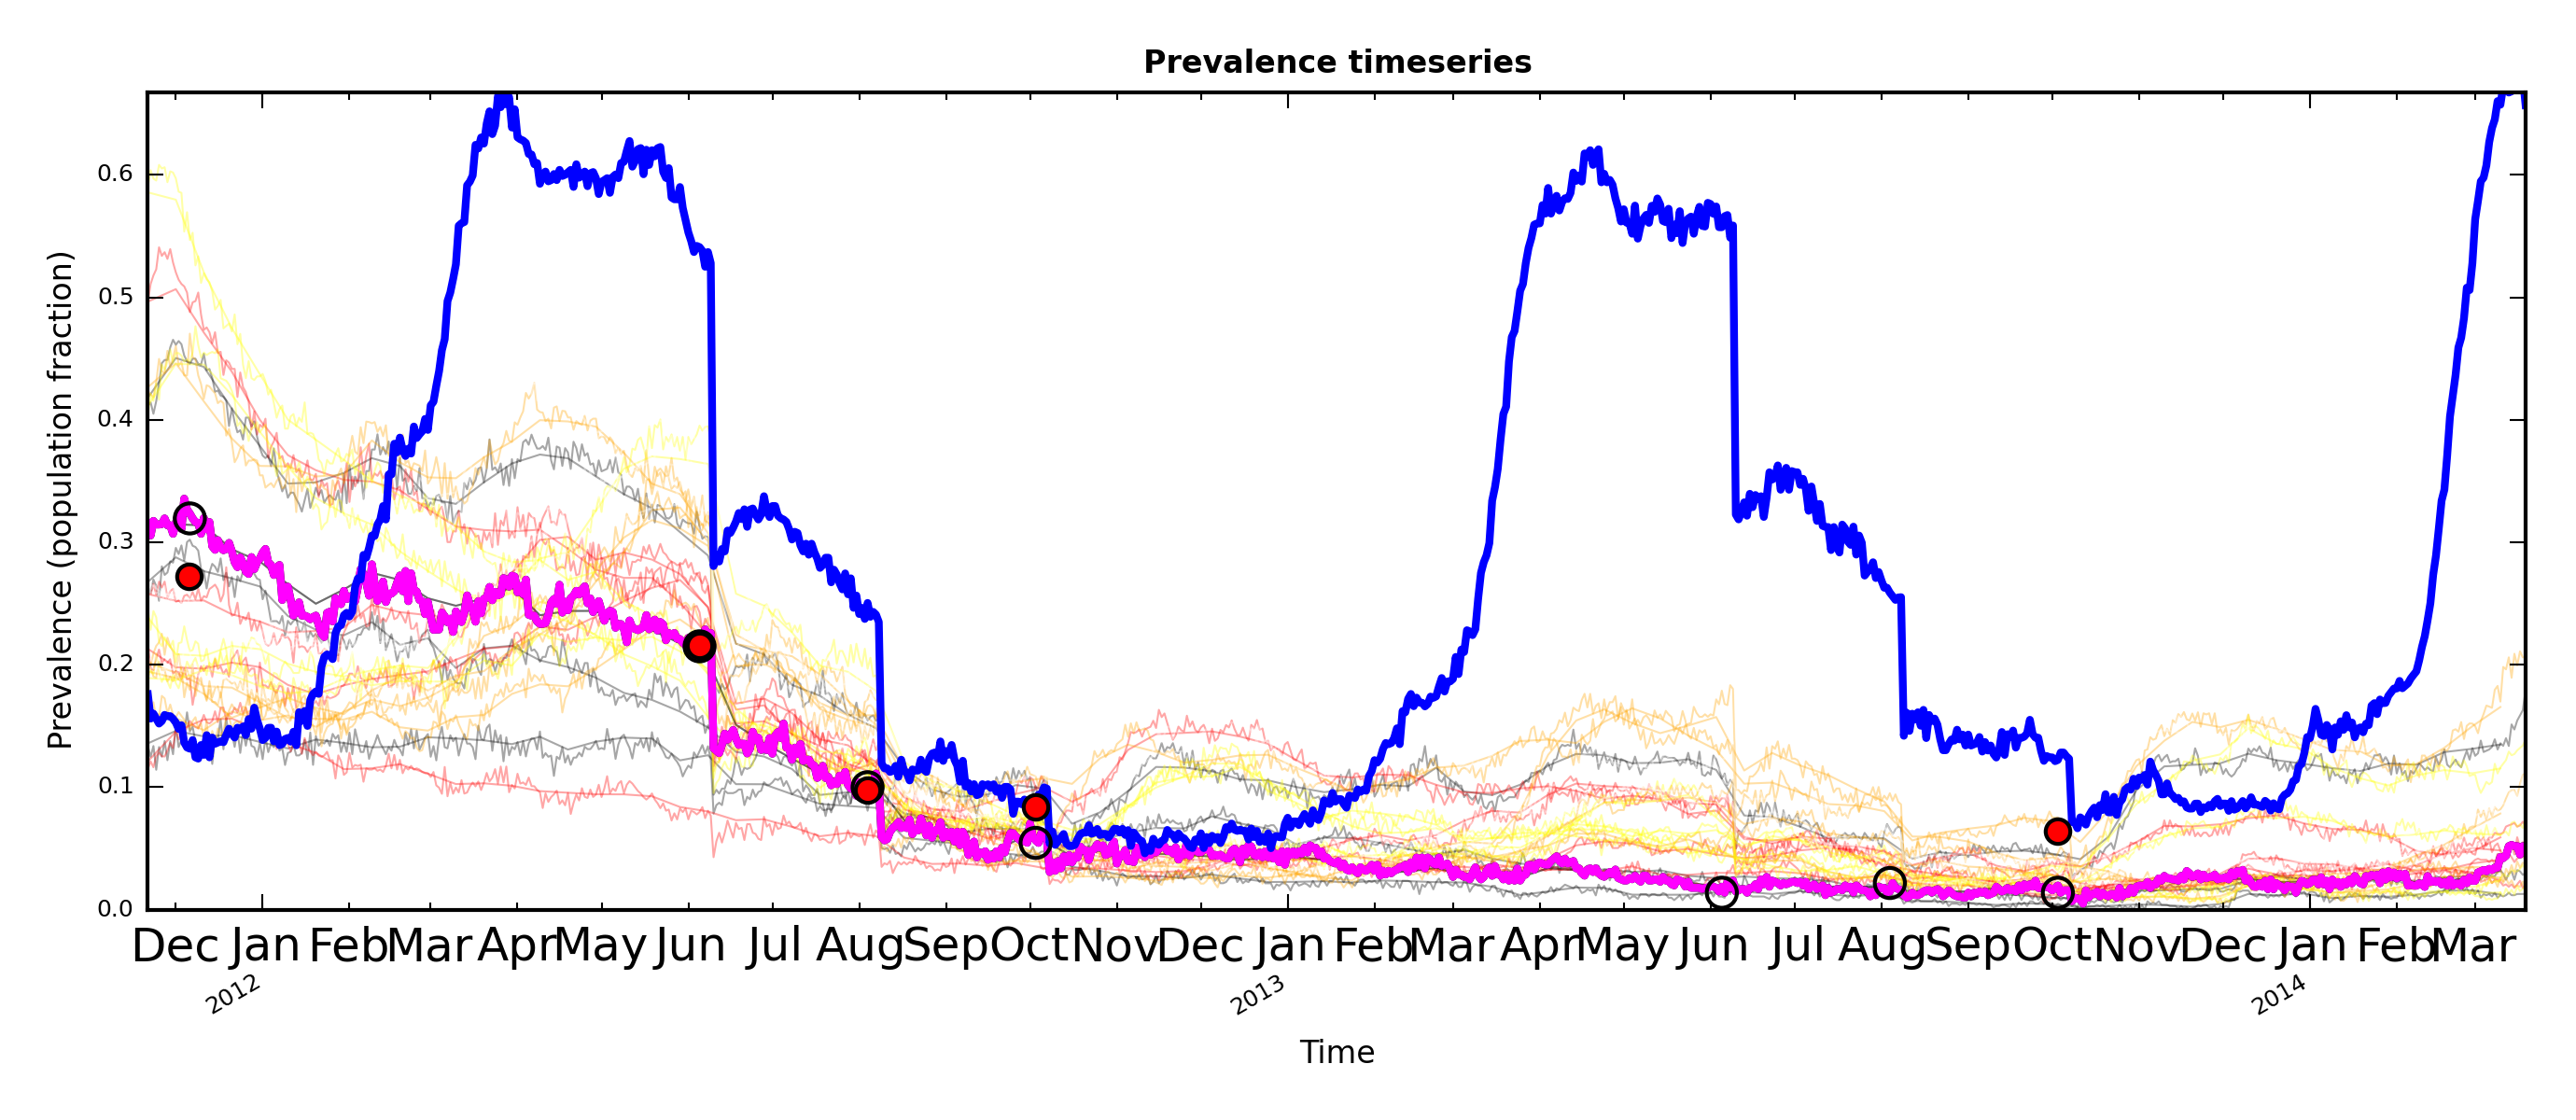 Prevalence timeseries
Prevalence (population fraction)
0.6
0.5
0.4
0.3
0.2
0.1
0.0
Dec Jan Feb Mar Apr May Jun Jul Aug Sep Oct Nov Dec Jan Feb Mar Apr May Jun Jul Aug Sep Oct Nov Dec Jan Feb Mar
2012 2013 2014
Time